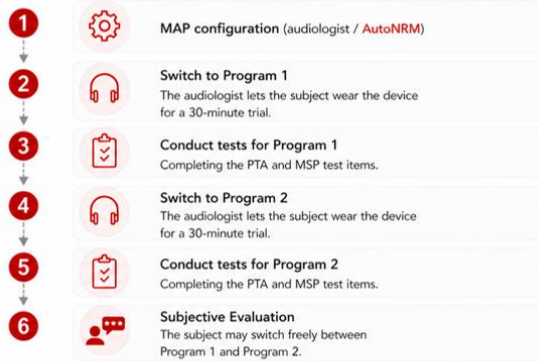 1
MAP configuration (audiologist / AutoNRM)
2
Switch to Program 1
The audiologist lets the subject wear the device
for a 30-minute trial.
3
Conduct tests for Program 1
Completing the PTA and MSP test items.
4
Switch to Program 2
The audiologist lets the subject wear the device
for a 30-minute trial.
5
Conduct tests for Program 2
Completing the PTA and MSP test items.
6
Subjective Evaluation
The subject may switch freely between
Program 1 and Program 2.